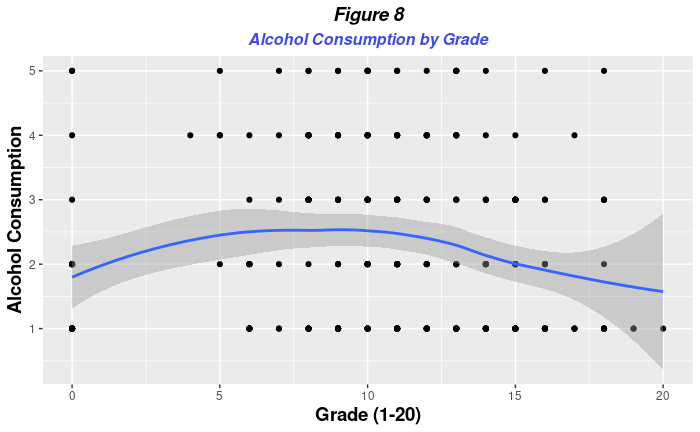 Figure 8
Alcohol Consumption by Grade
Alcohol Consumption
5
4
3
2
1
0 5 10 15 20
Grade (1-20)